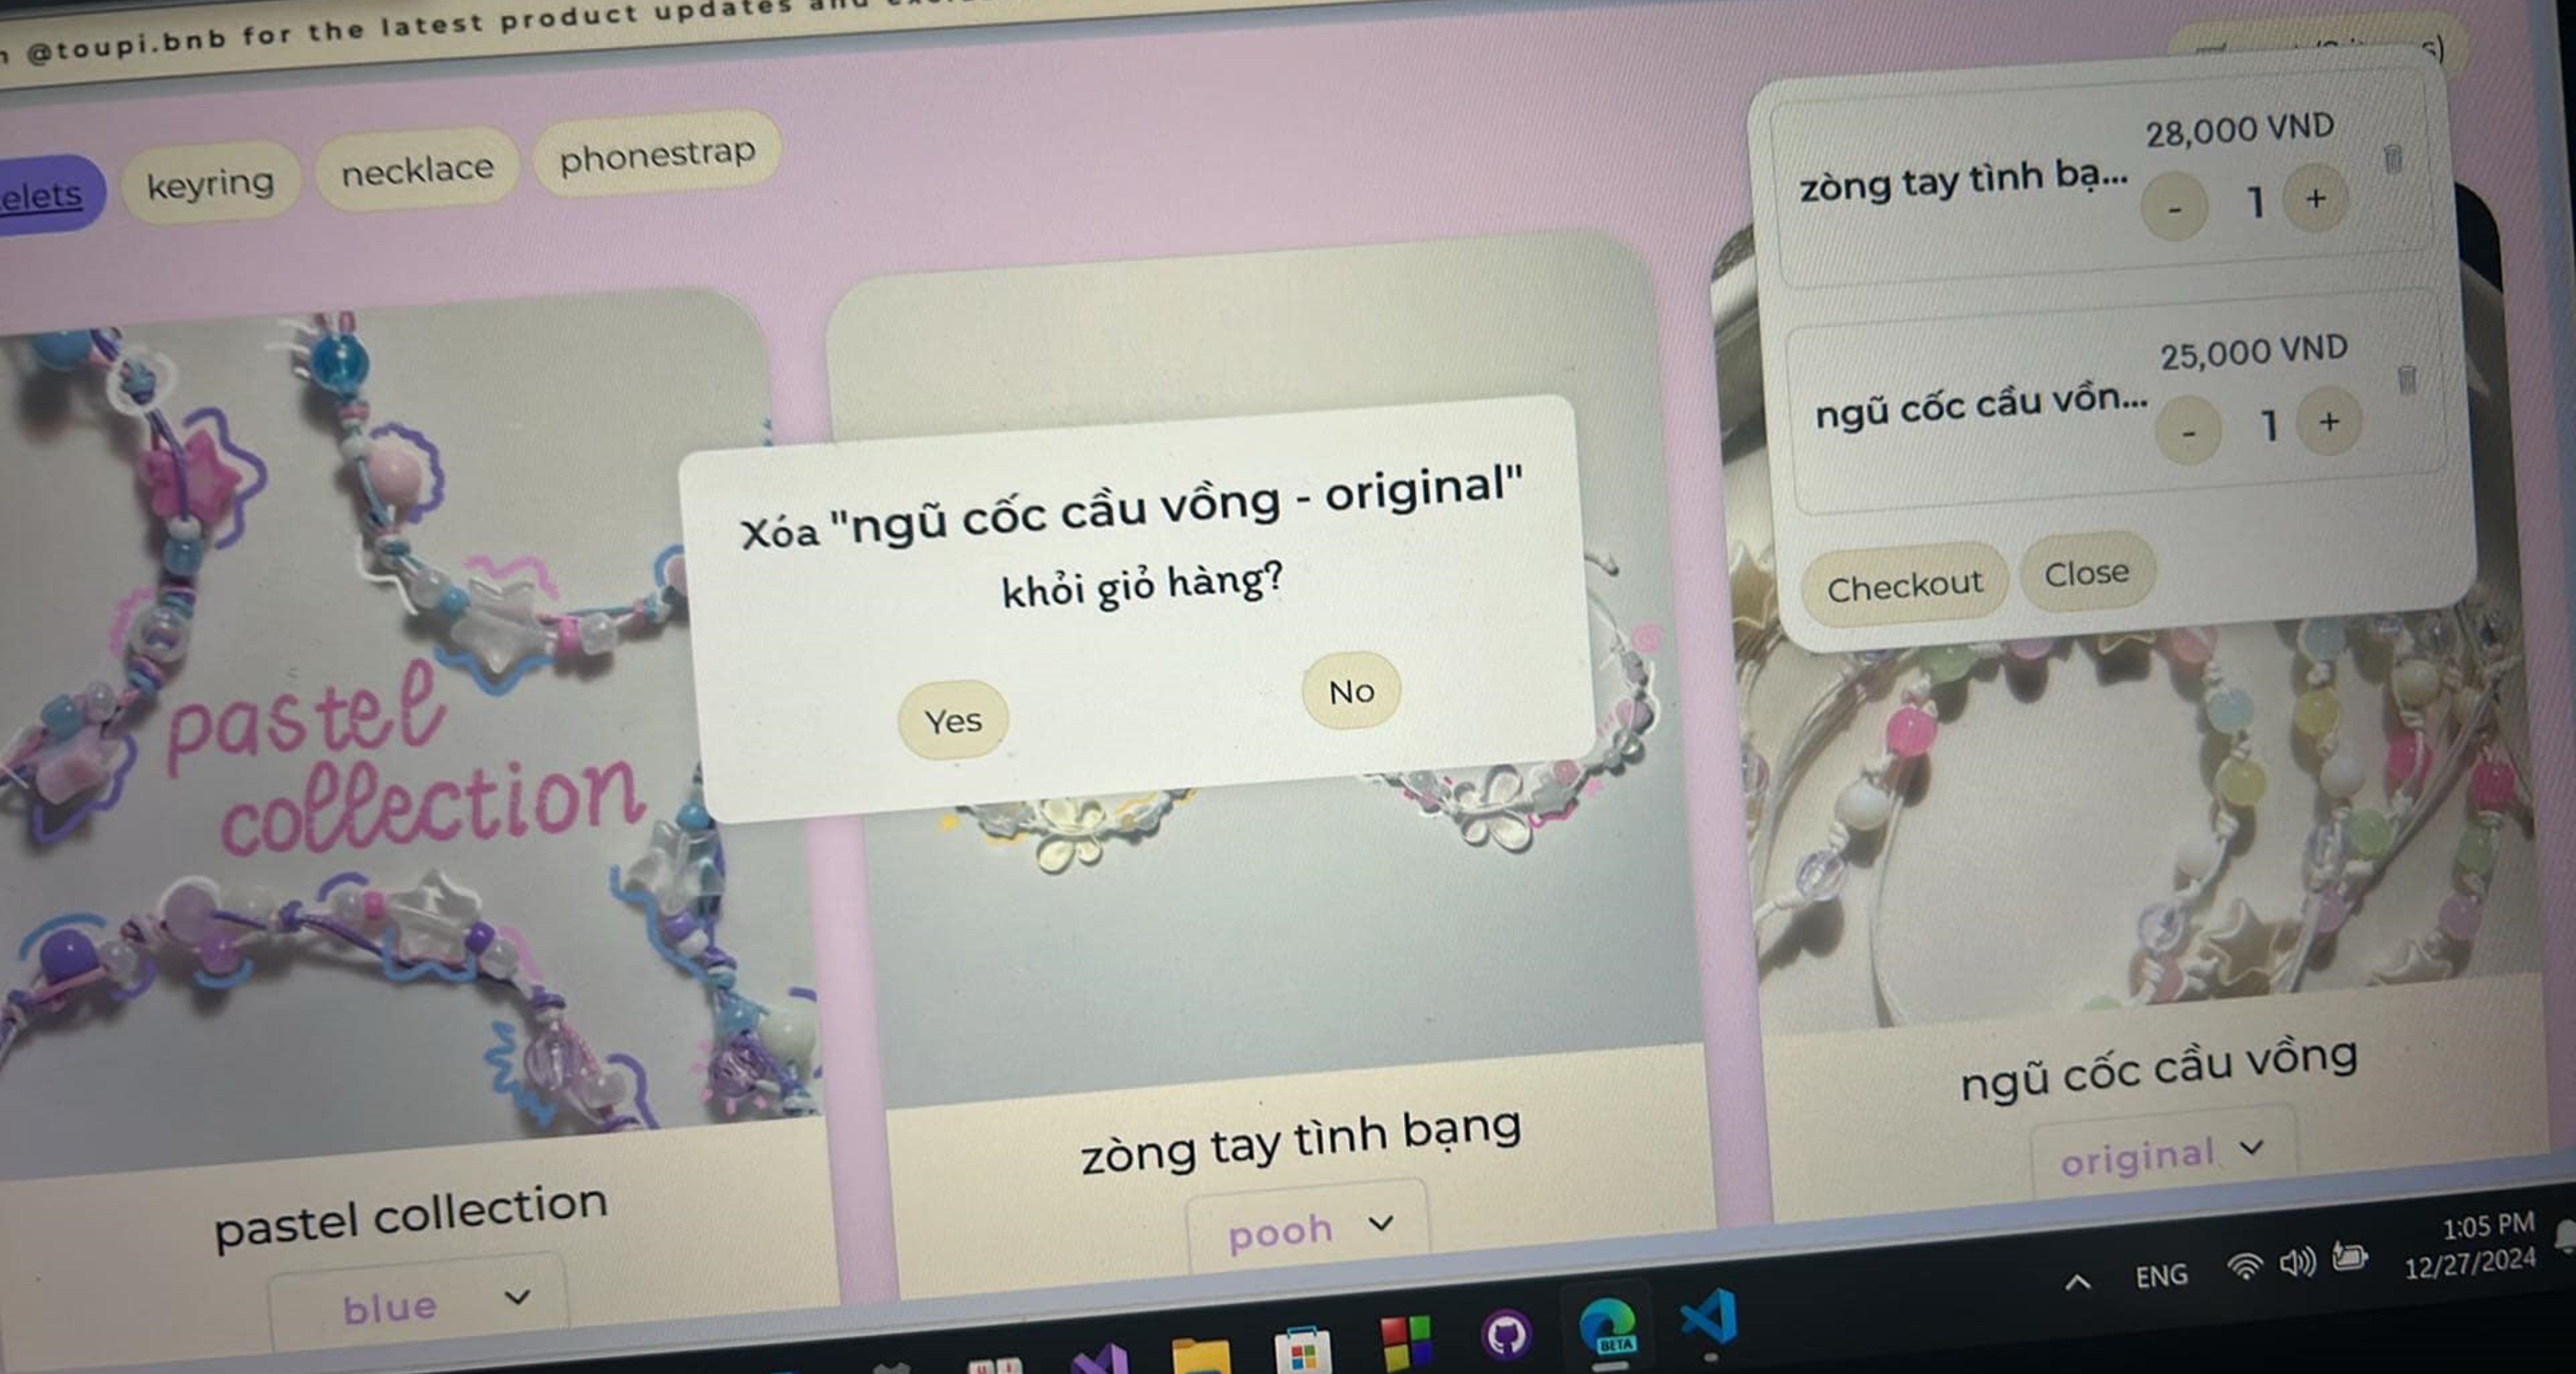 @toupi.bnb for the latest product updates and
elets
keyring
necklace
phonestrap
28,000 VND
zòng tay tình bạ...
- 1 +
25,000 VND
ngũ cốc cầu vồn...
- 1 +
Checkout
Close
Xóa "ngũ cốc cầu vồng - original"
khỏi giỏ hàng?
Yes
No
pastel
collection
pastel collection
blue
zòng tay tình bạng
pooh
ngũ cốc cầu vồng
original
ENG
1:05 PM
12/27/2024
BETA